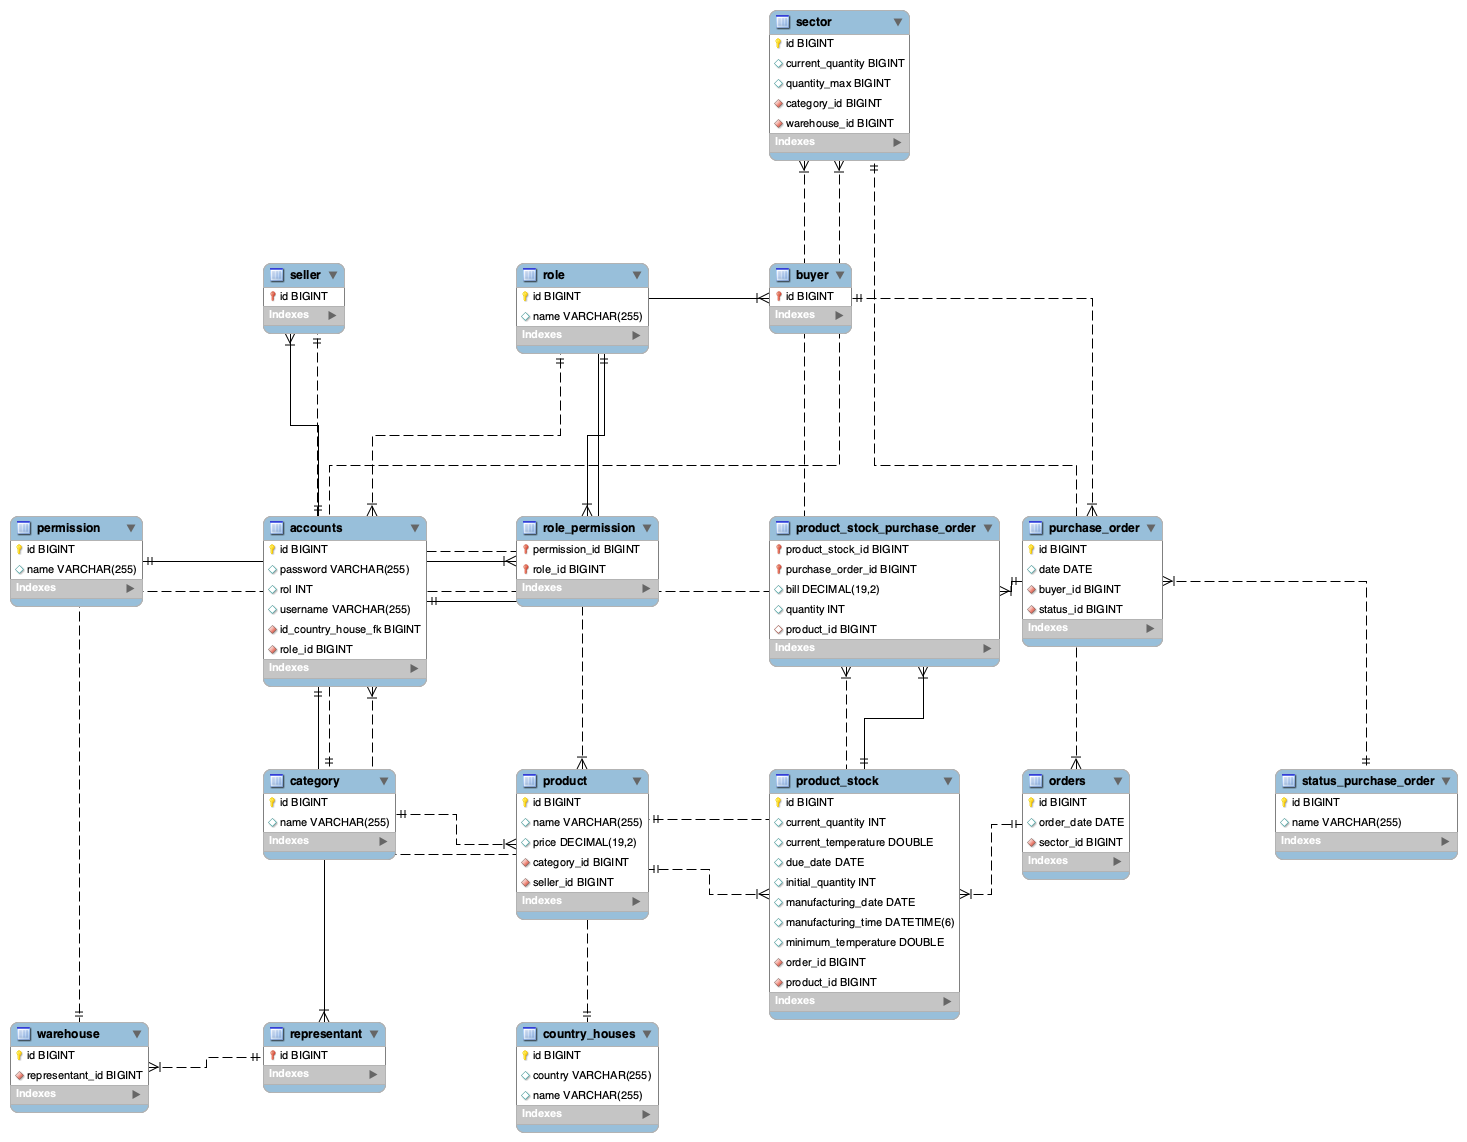 sector
id BIGINT
current_quantity BIGINT
quantity_max BIGINT
category_id BIGINT
warehouse_id BIGINT
Indexes
seller
id BIGINT
Indexes
role
id BIGINT
name VARCHAR(255)
Indexes
buyer
id BIGINT
Indexes
permission
id BIGINT
name VARCHAR(255)
Indexes
accounts
id BIGINT
password VARCHAR(255)
rol INT
username VARCHAR(255)
id_country_house_fk BIGINT
role_id BIGINT
Indexes
role_permission
permission_id BIGINT
role_id BIGINT
Indexes
product_stock_purchase_order
product_stock_id BIGINT
purchase_order_id BIGINT
bill DECIMAL(19,2)
quantity INT
product_id BIGINT
Indexes
purchase_order
id BIGINT
date DATE
buyer_id BIGINT
status_id BIGINT
Indexes
category
id BIGINT
name VARCHAR(255)
Indexes
product
id BIGINT
name VARCHAR(255)
price DECIMAL(19,2)
category_id BIGINT
seller_id BIGINT
Indexes
product_stock
id BIGINT
current_quantity INT
current_temperature DOUBLE
due_date DATE
initial_quantity INT
manufacturing_date DATE
manufacturing_time DATETIME(6)
minimum_temperature DOUBLE
order_id BIGINT
product_id BIGINT
Indexes
orders
id BIGINT
order_date DATE
sector_id BIGINT
Indexes
status_purchase_order
id BIGINT
name VARCHAR(255)
Indexes
warehouse
id BIGINT
representant_id BIGINT
Indexes
representant
id BIGINT
Indexes
country_houses
id BIGINT
country VARCHAR(255)
name VARCHAR(255)
Indexes